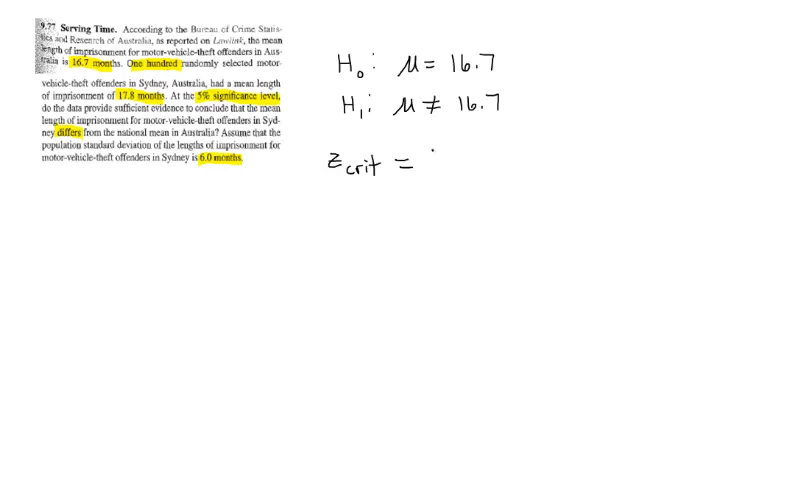 9.77 Serving Time. According to the Bureau of Crime Statis-
tics and Research of Australia, as reported on Lawlink, the mean
length of imprisonment for motor-vehicle-theft offenders in Aus-
tralia is 16.7 months. One hundred randomly selected motor-
vehicle-theft offenders in Sydney, Australia, had a mean length
of imprisonment of 17.8 months. At the 5% significance level,
do the data provide sufficient evidence to conclude that the mean
length of imprisonment for motor-vehicle-theft offenders in Syd-
ney differs from the national mean in Australia? Assume that the
population standard deviation of the lengths of imprisonment for
motor-vehicle-theft offenders in Sydney is 6.0 months.
H₀: μ = 16.7
H₁: μ ≠ 16.7
z_crit =